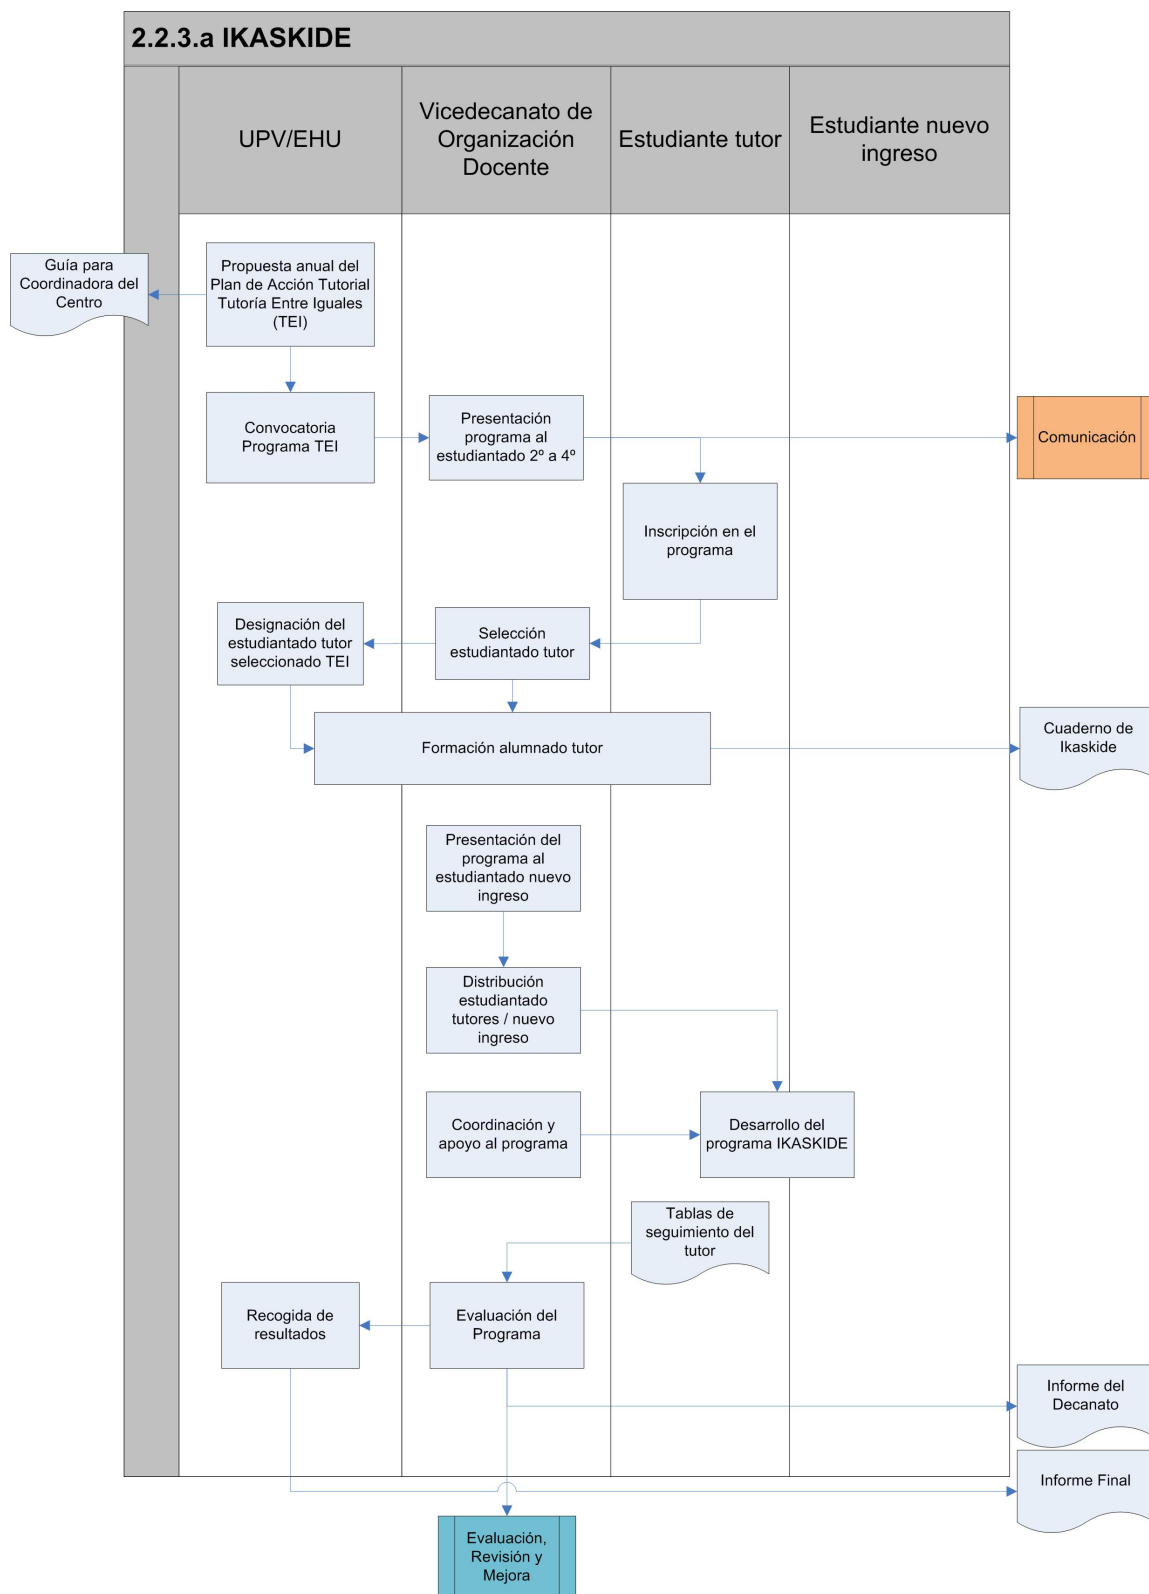 2.2.3.a IKASKIDE
UPV/EHU
Vicedecanato de
Organización
Docente
Estudiante tutor
Estudiante nuevo
ingreso
Guía para
Coordinadora del
Centro
Propuesta anual del
Plan de Acción Tutorial
Tutoría Entre Iguales
(TEI)
Convocatoria
Programa TEI
Presentación
programa al
estudiantado 2º a 4º
Comunicación
Inscripción en el
programa
Designación del
estudiantado tutor
seleccionado TEI
Selección
estudiantado tutor
Formación alumnado tutor
Cuaderno de
Ikaskide
Presentación del
programa al
estudiantado nuevo
ingreso
Distribución
estudiantado
tutores / nuevo
ingreso
Coordinación y
apoyo al programa
Desarrollo del
programa IKASKIDE
Tablas de
seguimiento del
tutor
Recogida de
resultados
Evaluación del
Programa
Informe del
Decanato
Informe Final
Evaluación,
Revisión y
Mejora